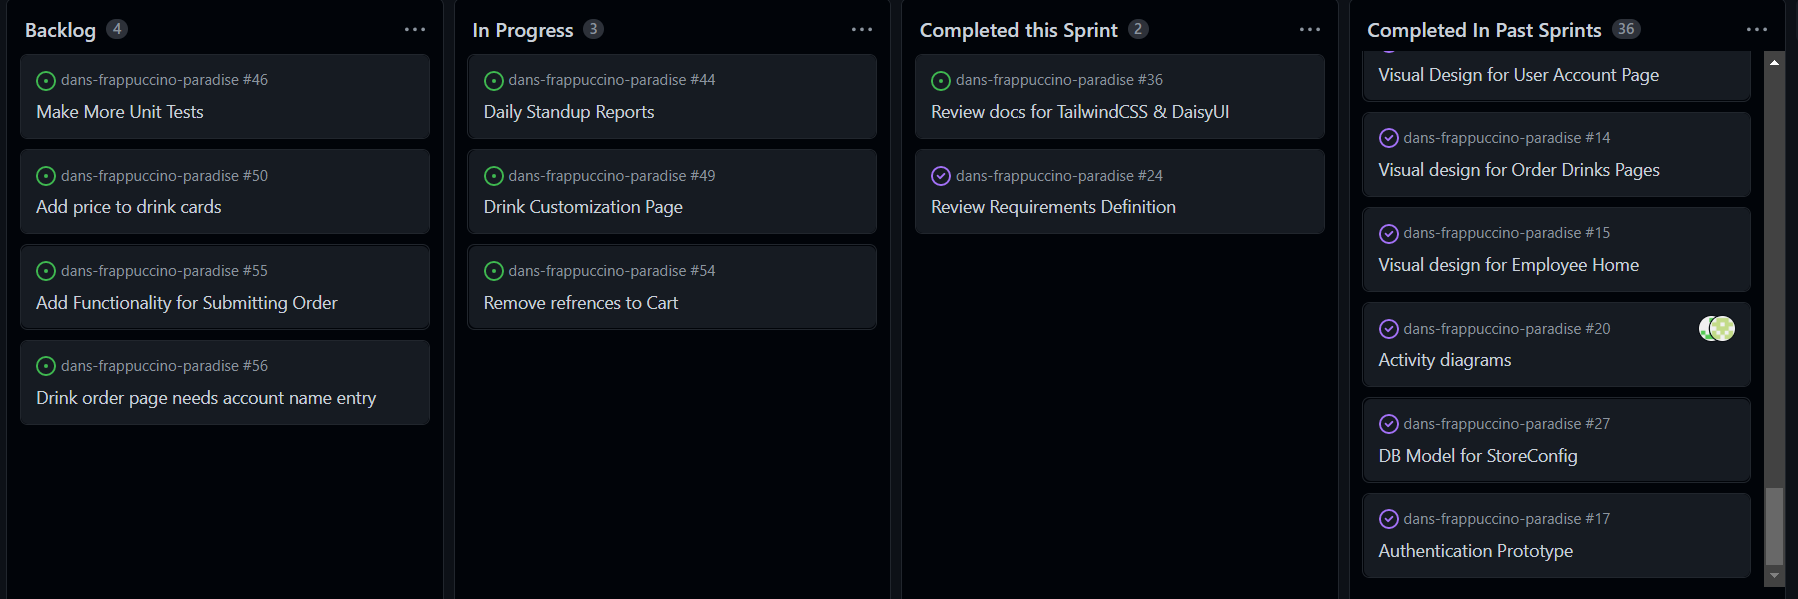 Backlog 4
dans-frappuccino-paradise #46
Make More Unit Tests
dans-frappuccino-paradise #50
Add price to drink cards
dans-frappuccino-paradise #55
Add Functionality for Submitting Order
dans-frappuccino-paradise #56
Drink order page needs account name entry
In Progress 3
dans-frappuccino-paradise #44
Daily Standup Reports
dans-frappuccino-paradise #49
Drink Customization Page
dans-frappuccino-paradise #54
Remove refrences to Cart
Completed this Sprint 2
dans-frappuccino-paradise #36
Review docs for TailwindCSS & DaisyUI
dans-frappuccino-paradise #24
Review Requirements Definition
Completed In Past Sprints 36
Visual Design for User Account Page
dans-frappuccino-paradise #14
Visual design for Order Drinks Pages
dans-frappuccino-paradise #15
Visual design for Employee Home
dans-frappuccino-paradise #20
Activity diagrams
dans-frappuccino-paradise #27
DB Model for StoreConfig
dans-frappuccino-paradise #17
Authentication Prototype